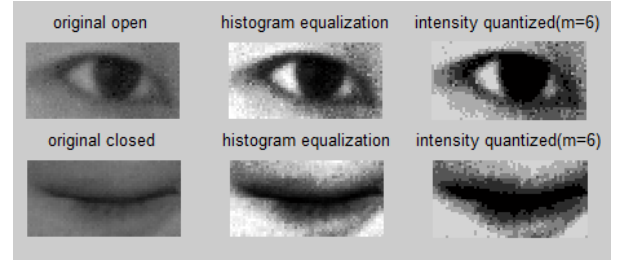 original open
histogram equalization
intensity quantized(m=6)
original closed
histogram equalization
intensity quantized(m=6)